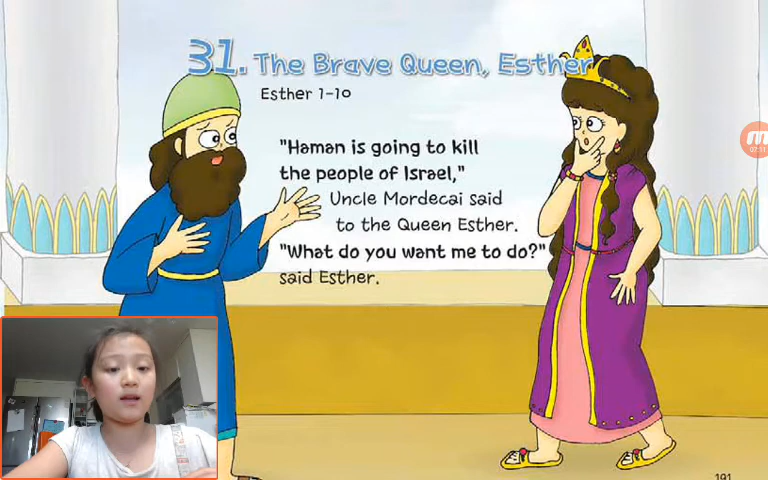 31. The Brave Queen, Esther
Esther 1-10
"Haman is going to kill
the people of Israel,"
Uncle Mordecai said
to the Queen Esther.
"What do you want me to do?"
said Esther.
191